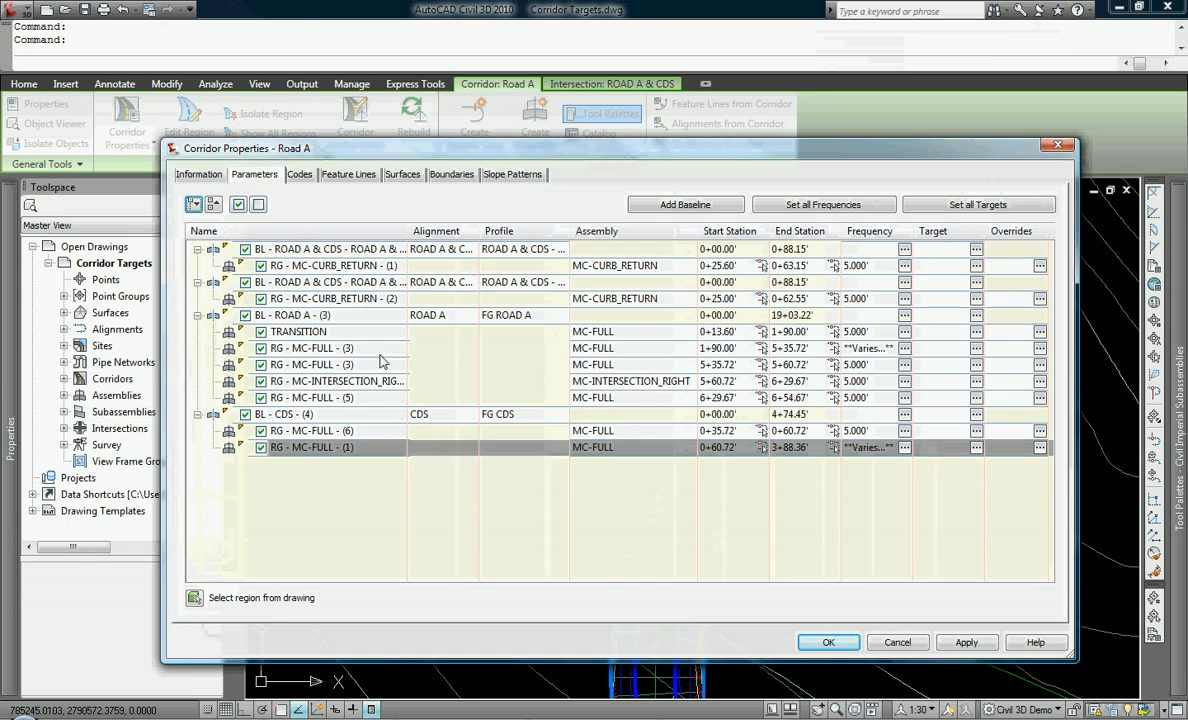 AutoCAD Civil 3D 2010 Corridor Targets.dwg
Type a keyword or phrase
Command:
Command:
Home Insert Annotate Modify Analyze View Output Manage Express Tools Corridor: Road A Intersection: ROAD A & CDS
Properties
Object Viewer
Isolate Objects
General Tools
Corridor
Properties
Edit Region
Isolate Region
Show All Regions
Corridor
Rebuild
Create
Create
Tool Palettes
Catalog
Feature Lines from Corridor
Alignments from Corridor
Toolspace
Master View
Open Drawings
Corridor Targets
Points
Point Groups
Surfaces
Alignments
Sites
Pipe Networks
Corridors
Assemblies
Subassemblies
Intersections
Survey
View Frame Gro
Projects
Data Shortcuts [C:\Use
Drawing Templates
Properties
Corridor Properties - Road A
Information Parameters Codes Feature Lines Surfaces Boundaries Slope Patterns
Add Baseline Set all Frequencies Set all Targets
Name Alignment Profile Assembly Start Station End Station Frequency Target Overrides
BL - ROAD A & CDS - ROAD A & ... ROAD A & C... ROAD A & CDS - ... 0+00.00' 0+88.15'
RG - MC-CURB_RETURN - (1) MC-CURB_RETURN 0+25.60' 0+63.15' 5.000'
BL - ROAD A & CDS - ROAD A & ... ROAD A & C... ROAD A & CDS - ... 0+00.00' 0+88.15'
RG - MC-CURB_RETURN - (2) MC-CURB_RETURN 0+25.00' 0+62.55' 5.000'
BL - ROAD A - (3) ROAD A FG ROAD A 0+00.00' 19+03.22'
TRANSITION MC-FULL 0+13.60' 1+90.00' 5.000'
RG - MC-FULL - (3) MC-FULL 1+90.00' 5+35.72' **Varies...**
RG - MC-FULL - (3) MC-FULL 5+35.72' 5+60.72' 5.000'
RG - MC-INTERSECTION_RIG... MC-INTERSECTION_RIGHT 5+60.72' 6+29.67' 5.000'
RG - MC-FULL - (5) MC-FULL 6+29.67' 6+54.67' 5.000'
BL - CDS - (4) CDS FG CDS 0+00.00' 4+74.45'
RG - MC-FULL - (6) MC-FULL 0+35.72' 0+60.72' 5.000'
RG - MC-FULL - (1) MC-FULL 0+60.72' 3+88.36' **Varies...**
Select region from drawing
OK Cancel Apply Help
Tool Palettes - Civil Imperial Subassemblies
X
785245.0103, 2790572.3759, 0.0000
1:30
Civil 3D Demo